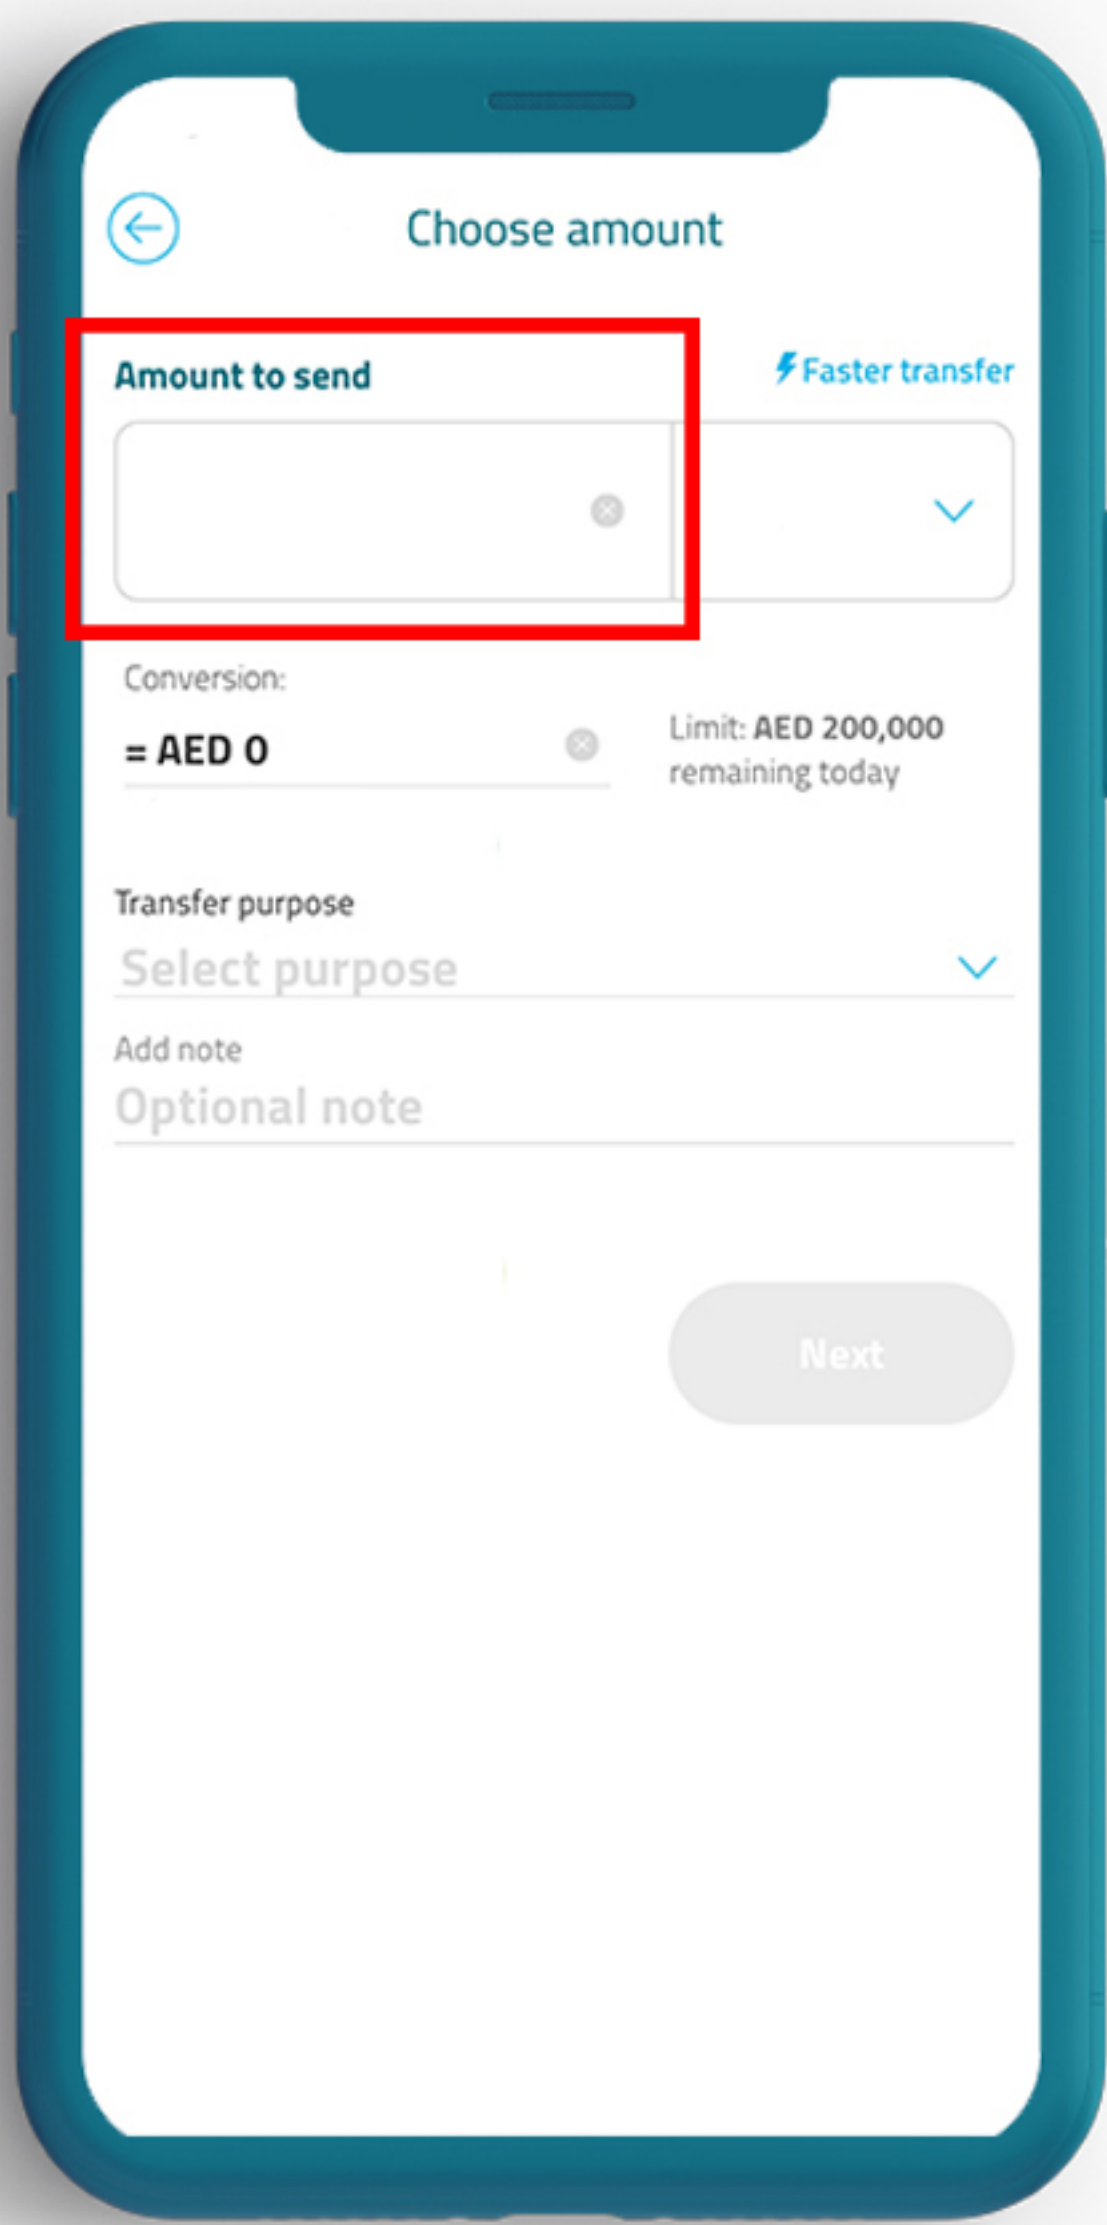 Choose amount
Amount to send
Faster transfer
Conversion:
= AED 0
Limit: AED 200,000
remaining today
Transfer purpose
Select purpose
Add note
Optional note
Next